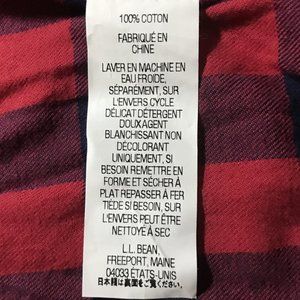 100% COTON
FABRIQUÉ EN
CHINE
LAVER EN MACHINE EN
EAU FROIDE,
SÉPARÉMENT, SUR
L'ENVERS CYCLE
DÉLICAT DÉTERGENT
DOUX AGENT
BLANCHISSANT NON
DÉCOLORANT
UNIQUEMENT, SI
BESOIN REMETTRE EN
FORME ET SÉCHER À
PLAT REPASSER À FER
TIÈDE SI BESOIN, SUR
L'ENVERS PEUT ÊTRE
NETTOYÉ À SEC
L.L. BEAN,
FREEPORT, MAINE
04033 ÉTATS-UNIS
日本語は裏面をご覧ください。